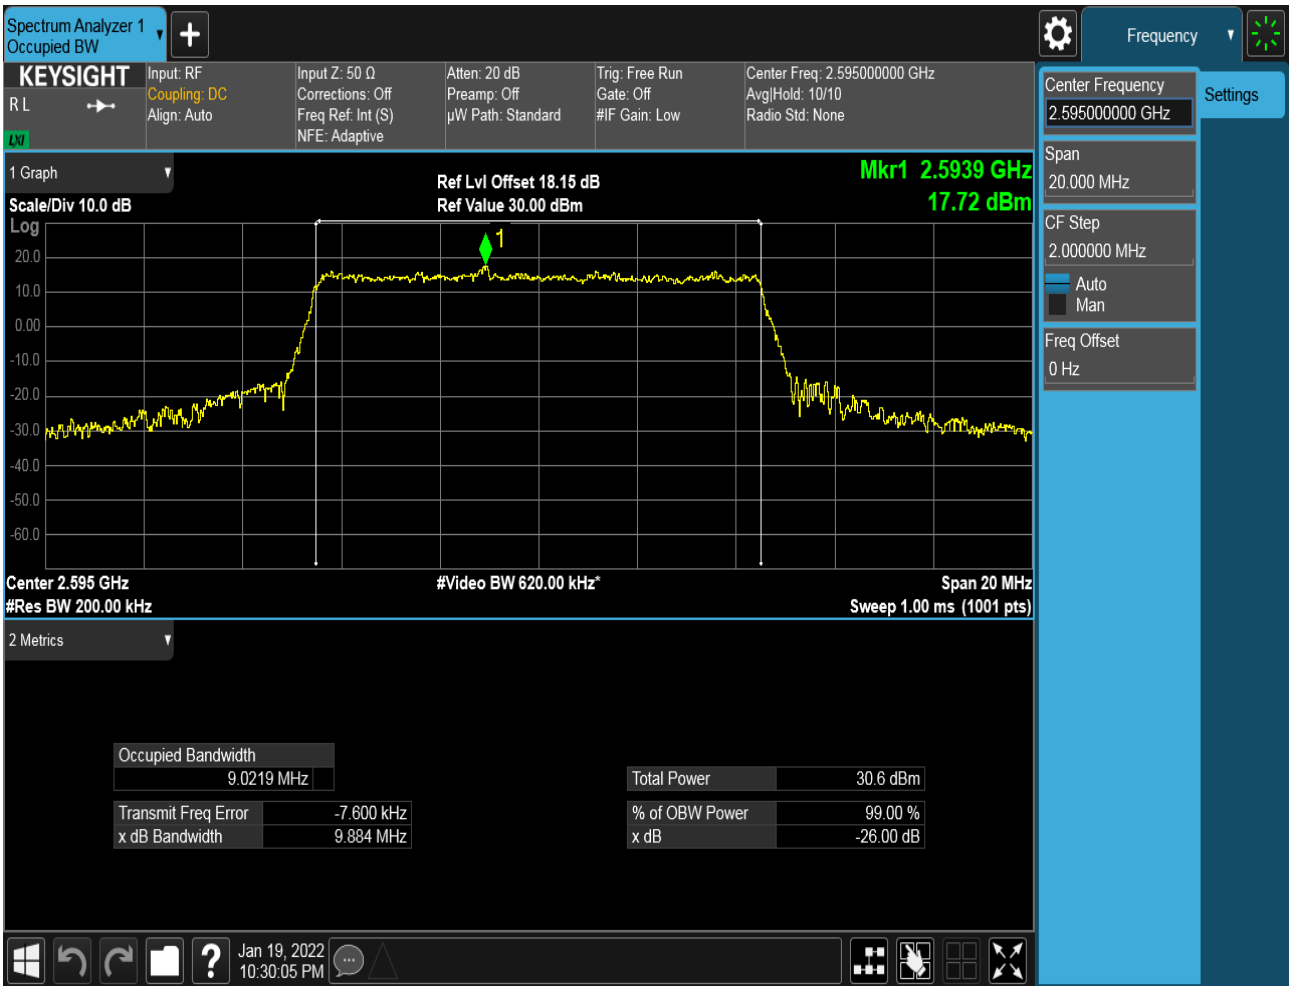 Spectrum Analyzer 1
Occupied BW
Frequency
KEYSIGHT
R L
LXI
Input: RF
Coupling: DC
Align: Auto
Input Z: 50 Ω
Corrections: Off
Freq Ref: Int (S)
NFE: Adaptive
Atten: 20 dB
Preamp: Off
µW Path: Standard
Trig: Free Run
Gate: Off
#IF Gain: Low
Center Freq: 2.595000000 GHz
Avg|Hold: 10/10
Radio Std: None
Center Frequency
2.595000000 GHz
Settings
Span
20.000 MHz
CF Step
2.000000 MHz
Auto
Man
Freq Offset
0 Hz
1 Graph
Scale/Div 10.0 dB
Ref Lvl Offset 18.15 dB
Ref Value 30.00 dBm
Mkr1 2.5939 GHz
17.72 dBm
Log
1
20.0
10.0
0.00
-10.0
-20.0
-30.0
-40.0
-50.0
-60.0
Center 2.595 GHz
#Video BW 620.00 kHz*
Span 20 MHz
#Res BW 200.00 kHz
Sweep 1.00 ms (1001 pts)
2 Metrics
Occupied Bandwidth
9.0219 MHz
Total Power 30.6 dBm
Transmit Freq Error -7.600 kHz
% of OBW Power 99.00 %
x dB Bandwidth 9.884 MHz
x dB -26.00 dB
?
Jan 19, 2022
10:30:05 PM